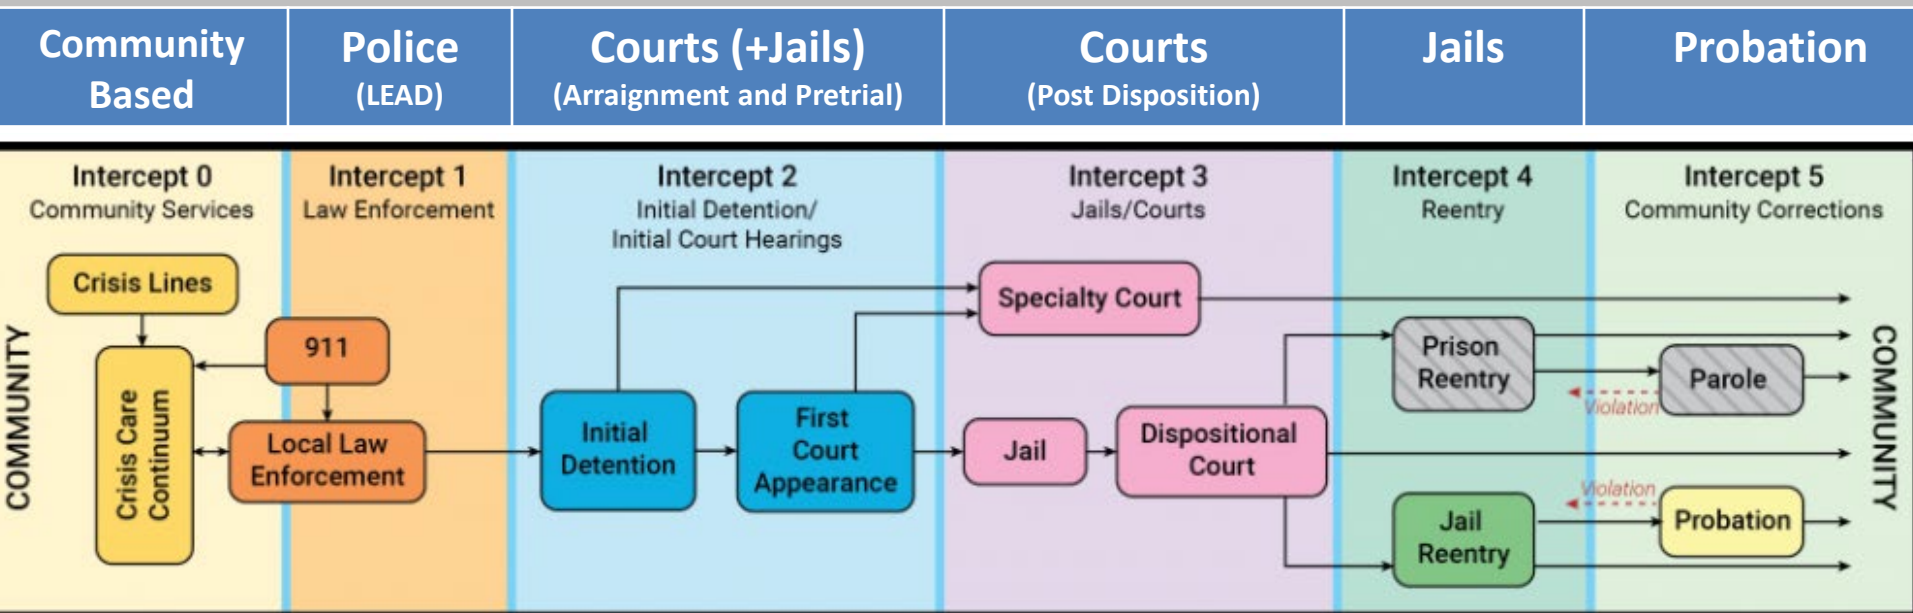 Community
Based
Police
(LEAD)
Courts (+Jails)
(Arraignment and Pretrial)
Courts
(Post Disposition)
Jails
Probation
Intercept 0
Community Services
Intercept 1
Law Enforcement
Intercept 2
Initial Detention/
Initial Court Hearings
Intercept 3
Jails/Courts
Intercept 4
Reentry
Intercept 5
Community Corrections
COMMUNITY
Crisis Lines
Crisis Care
Continuum
911
Local Law
Enforcement
Initial
Detention
First
Court
Appearance
Specialty Court
Jail
Dispositional
Court
Prison
Reentry
Jail
Reentry
Violation
Parole
Violation
Probation
COMMUNITY